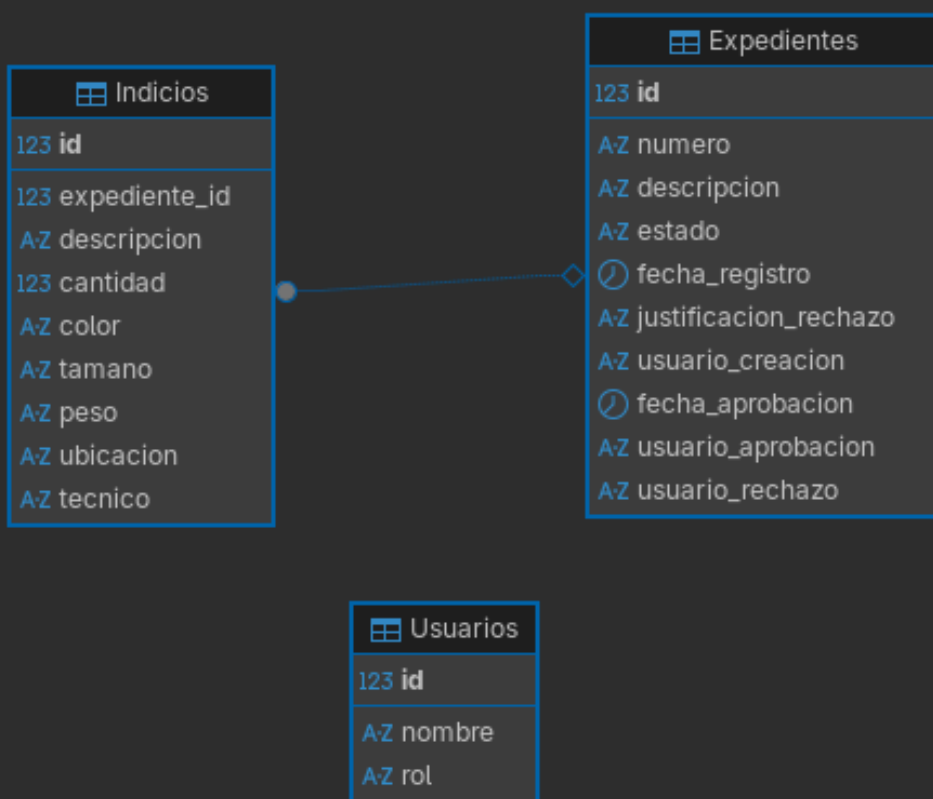 Indicios
123 id
123 expediente_id
A-Z descripcion
123 cantidad
A-Z color
A-Z tamano
A-Z peso
A-Z ubicacion
A-Z tecnico
Expedientes
123 id
A-Z numero
A-Z descripcion
A-Z estado
fecha_registro
A-Z justificacion_rechazo
A-Z usuario_creacion
fecha_aprobacion
A-Z usuario_aprobacion
A-Z usuario_rechazo
Usuarios
123 id
A-Z nombre
A-Z rol